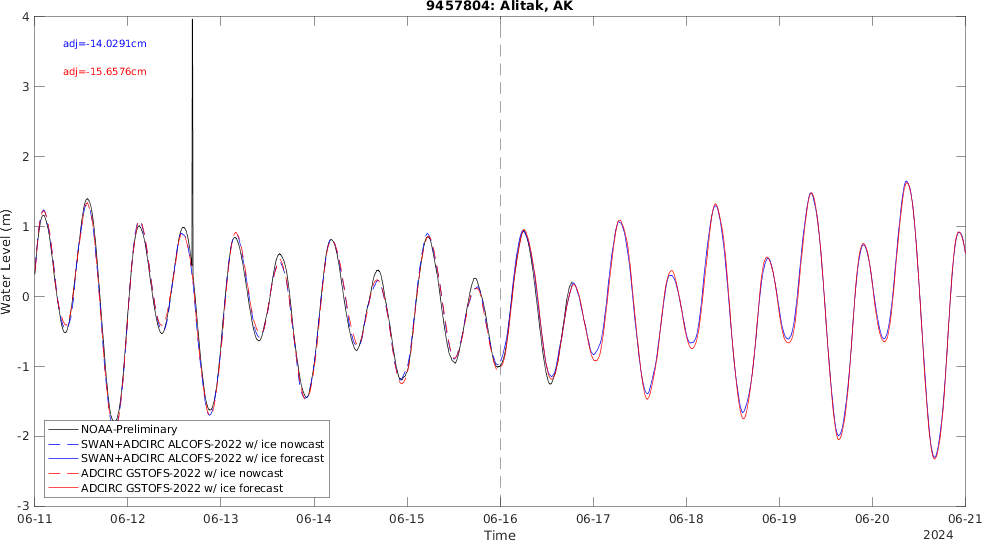 9457804: Alitak, AK
adj=-14.0291cm
adj=-15.6576cm
Water Level (m)
4
3
2
1
0
-1
-2
-3
NOAA-Preliminary
SWAN+ADCIRC ALCOFS-2022 w/ ice nowcast
SWAN+ADCIRC ALCOFS-2022 w/ ice forecast
ADCIRC GSTOFS-2022 w/ ice nowcast
ADCIRC GSTOFS-2022 w/ ice forecast
06-11 06-12 06-13 06-14 06-15 06-16 06-17 06-18 06-19 06-20 06-21
Time
2024